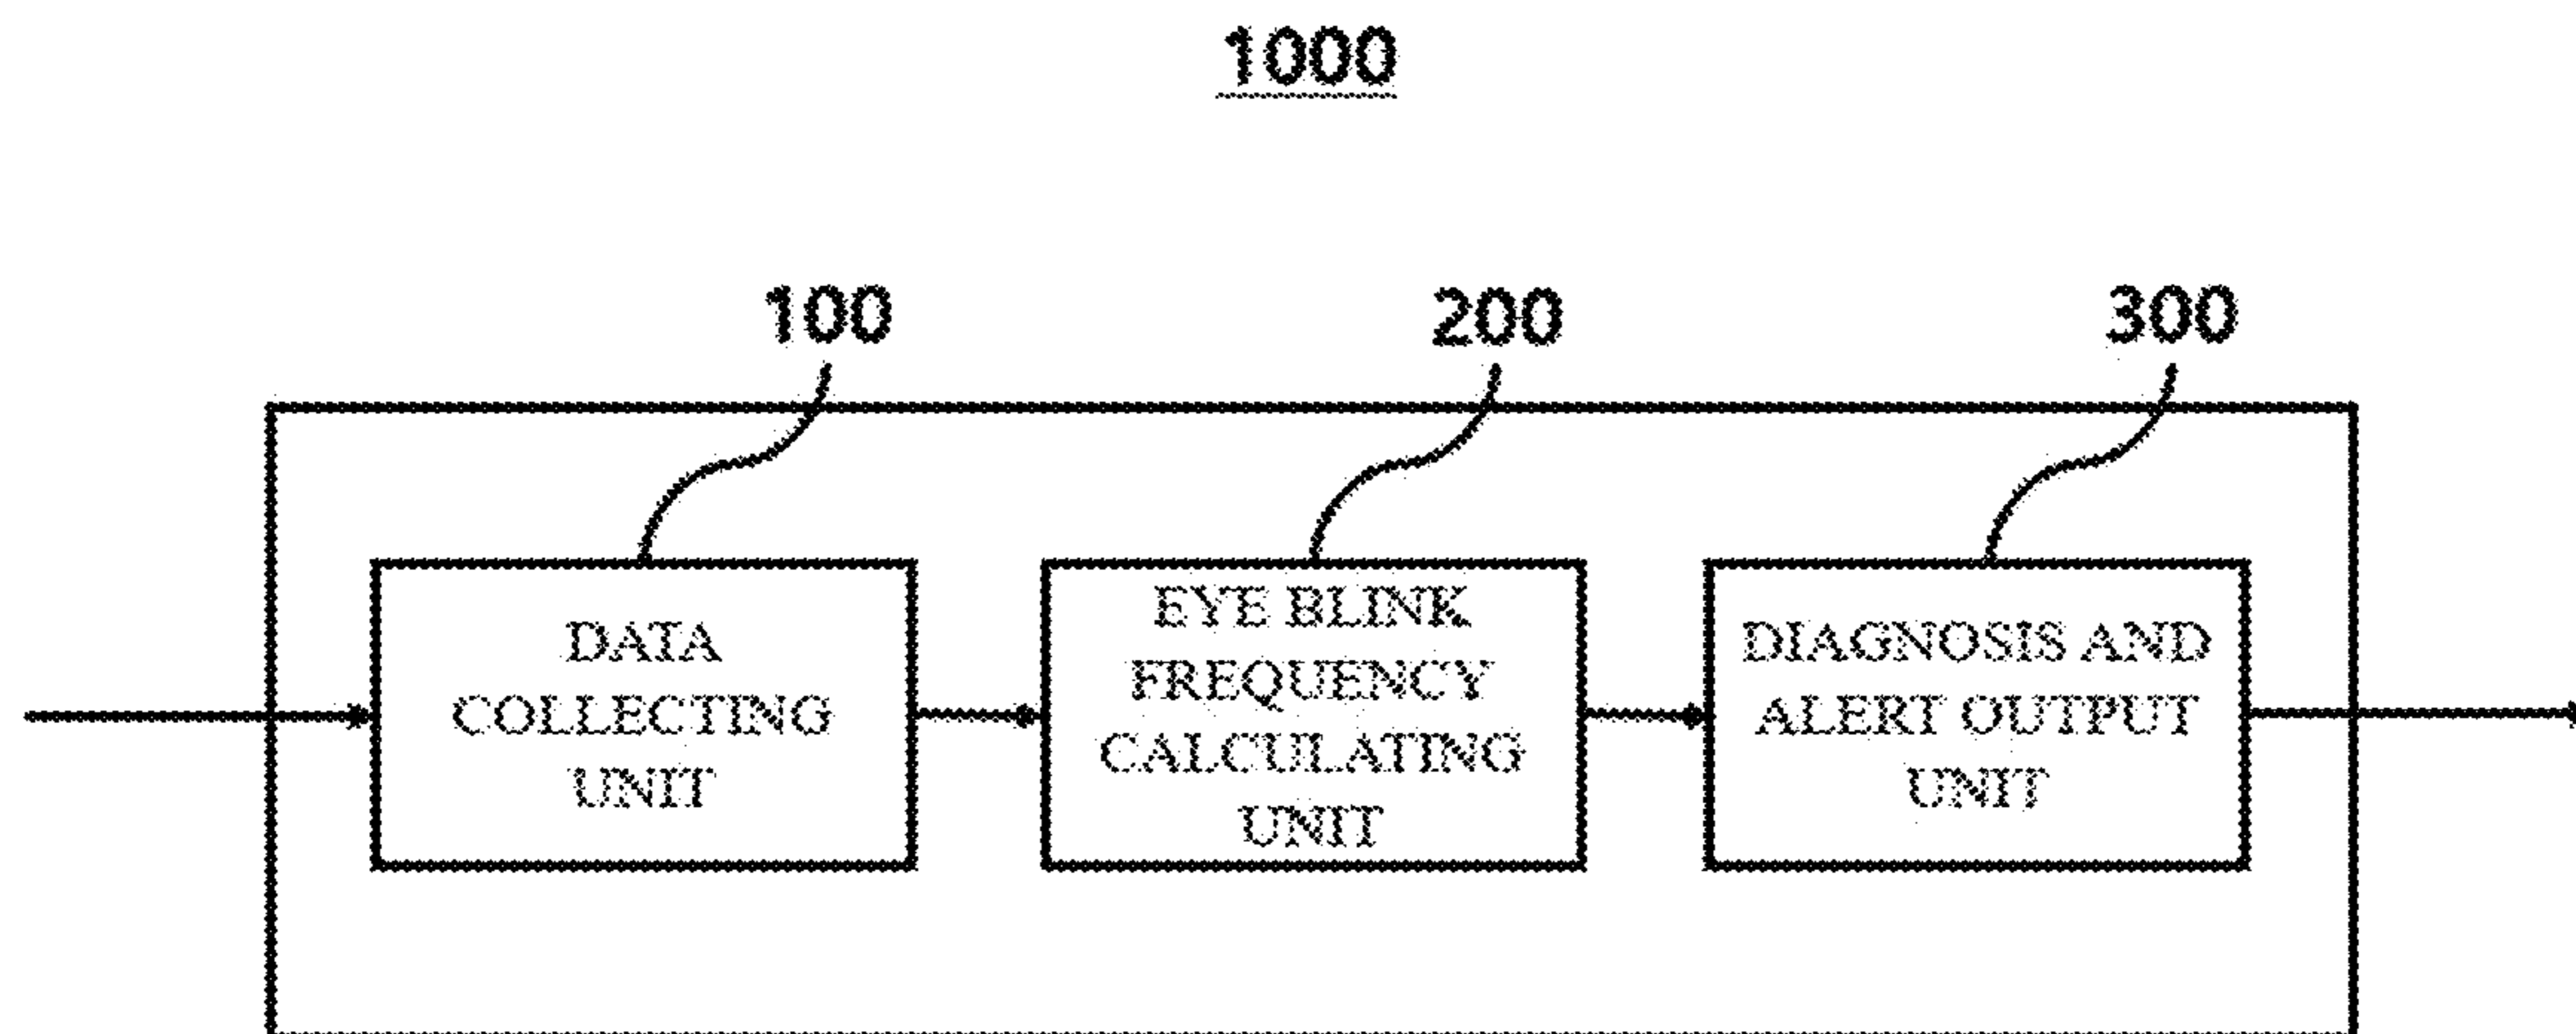 1000
100
200
300
DATA
COLLECTING
UNIT
EYE BLINK
FREQUENCY
CALCULATING
UNIT
DIAGNOSIS AND
ALERT OUTPUT
UNIT